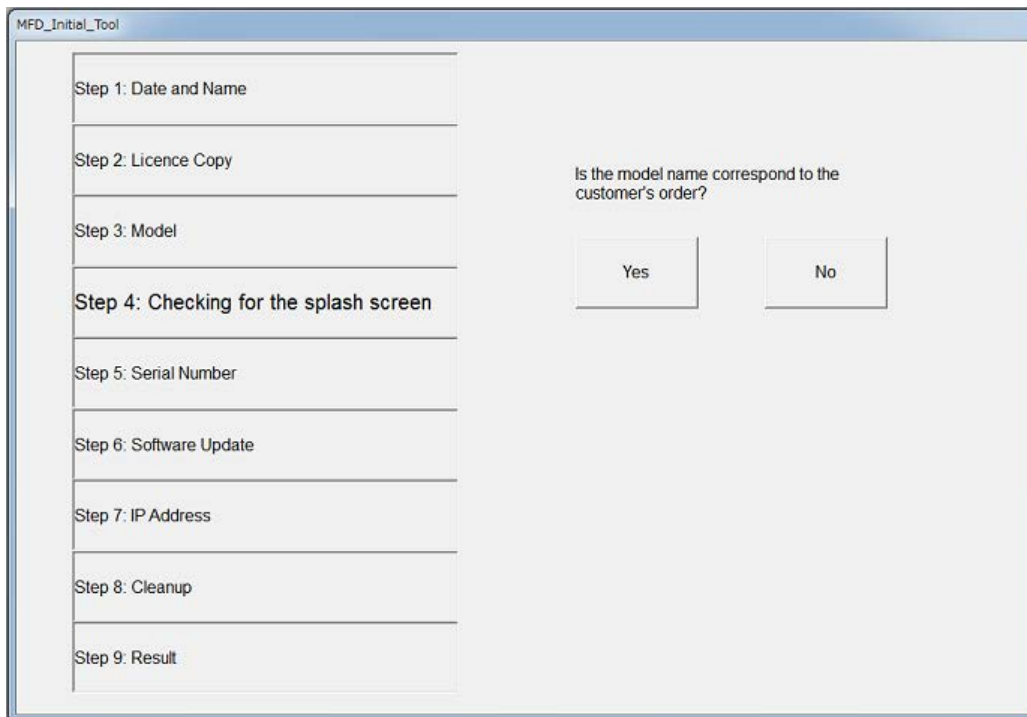 MFD_Initial_Tool
Step 1: Date and Name
Step 2: Licence Copy
Step 3: Model
Step 4: Checking for the splash screen
Step 5: Serial Number
Step 6: Software Update
Step 7: IP Address
Step 8: Cleanup
Step 9: Result
Is the model name correspond to the
customer's order?
Yes
No